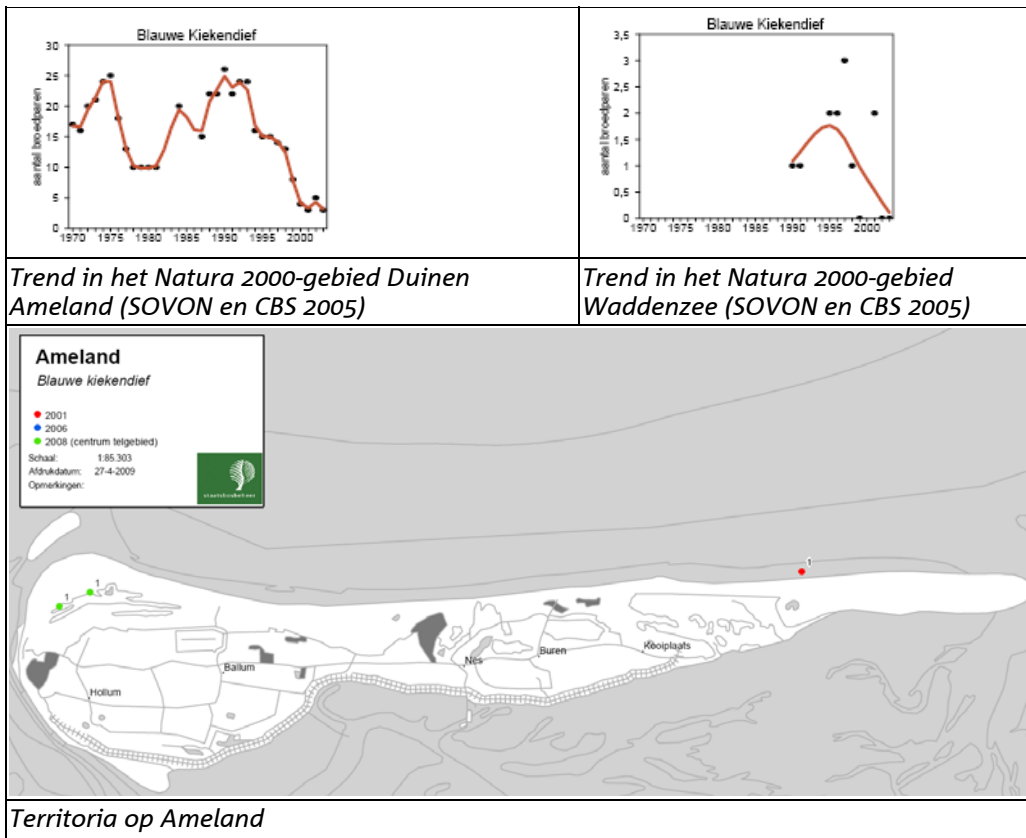 Blauwe Kiekendief
30
25
20
15
10
5
0
aantal broedparen
1970 1975 1980 1985 1990 1995 2000
Blauwe Kiekendief
3,5
3
2,5
2
1,5
1
0,5
0
aantal broedparen
1970 1975 1980 1985 1990 1995 2000
Trend in het Natura 2000-gebied Duinen
Ameland (SOVON en CBS 2005)
Trend in het Natura 2000-gebied
Waddenzee (SOVON en CBS 2005)
Ameland
Blauwe kiekendief
2001
2006
2008 (centrum telgebied)
Schaal: 1:85.303
Afdrukdatum: 27-4-2009
Opmerkingen:
staatsbosbeheer
1
1
1
Kooiplaats
Buren
Nes
Ballum
Hollum
Territoria op Ameland